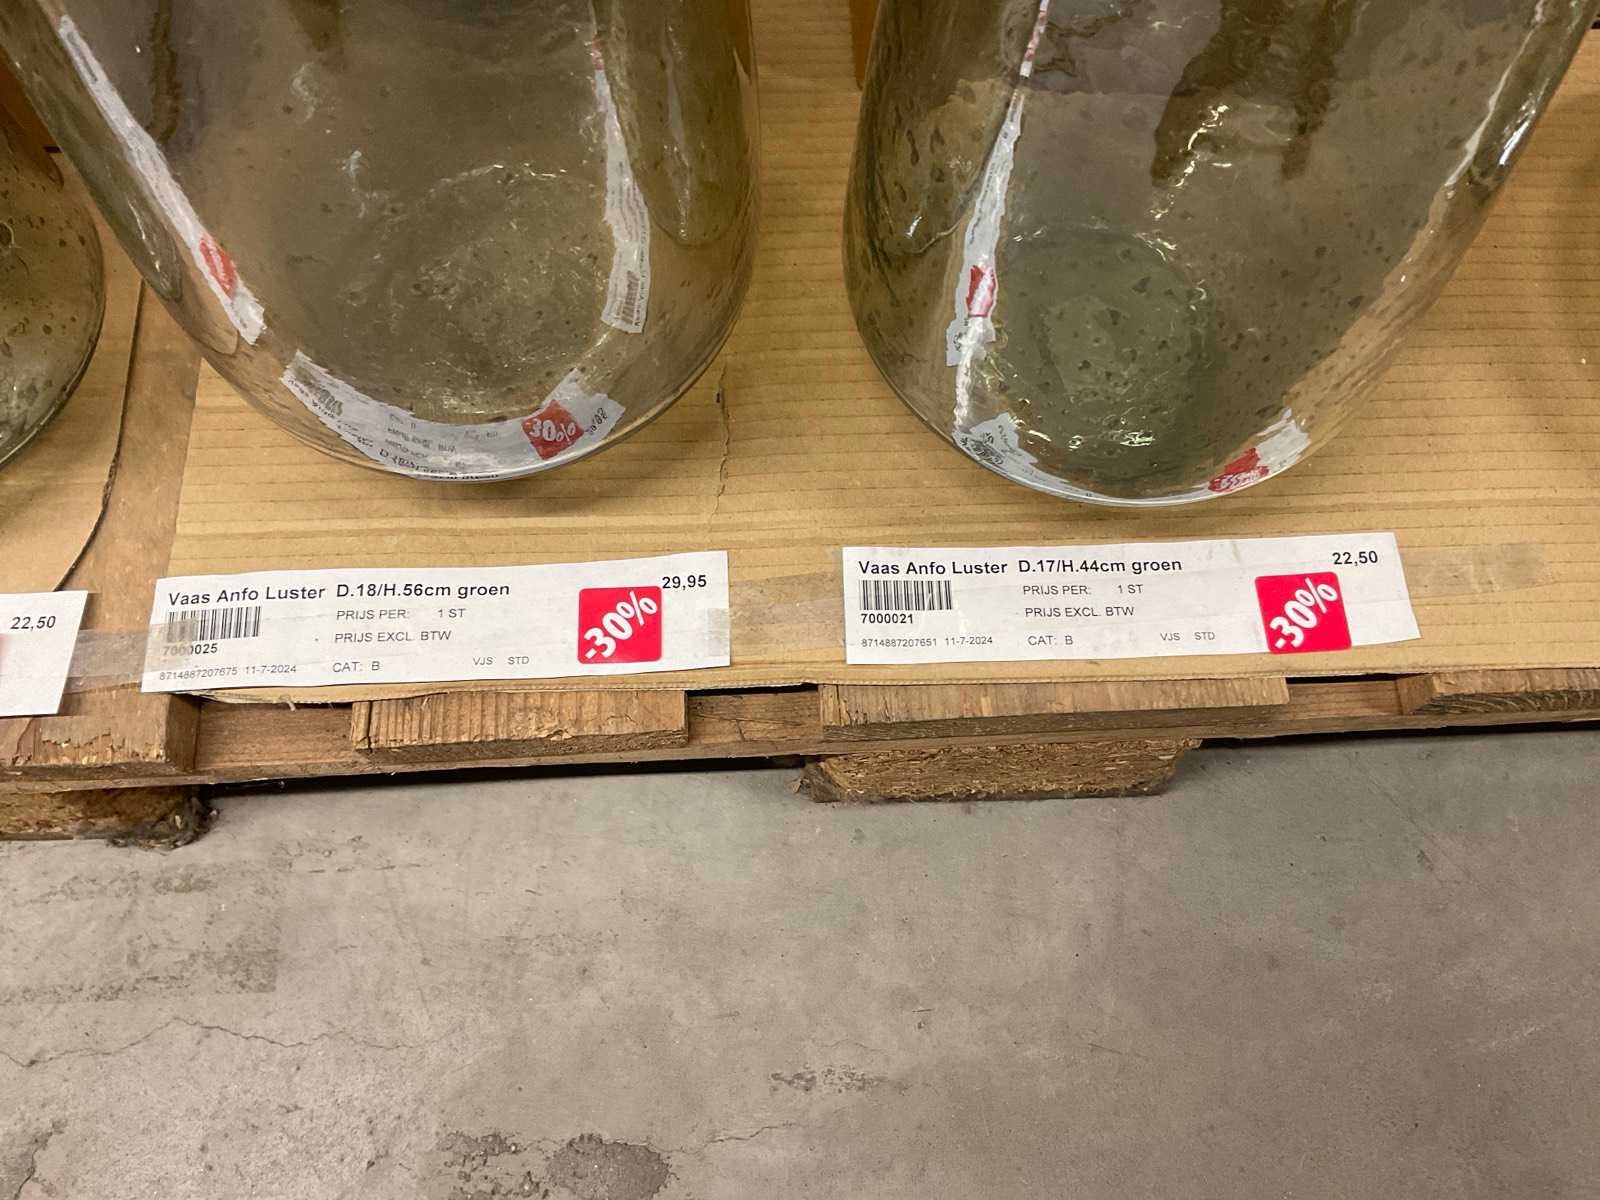 22,50
Vaas Anfo Luster D.18/H.56cm groen 29,95
PRIJS PER: 1 ST
7000025
PRIJS EXCL. BTW
8714887207675 11-7-2024 CAT: B VJS STD
-30%
Vaas Anfo Luster D.17/H.44cm groen 22,50
PRIJS PER: 1 ST
7000021
PRIJS EXCL. BTW
8714887207651 11-7-2024 CAT: B VJS STD
-30%